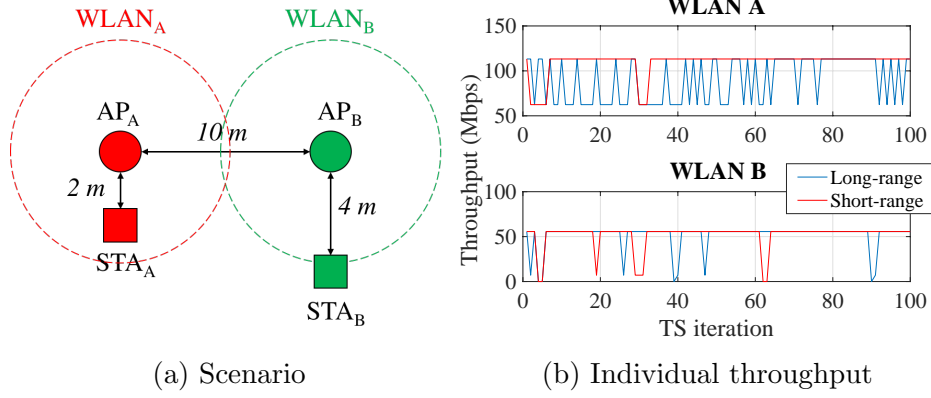 WLAN_A
WLAN_B
AP_A
AP_B
10 m
2 m
4 m
STA_A
STA_B
(a) Scenario
WLAN A
150
100
50
0 20 40 60 80 100
Throughput (Mbps)
WLAN B
100
50
0
0 20 40 60 80 100
Long-range
Short-range
TS iteration
(b) Individual throughput